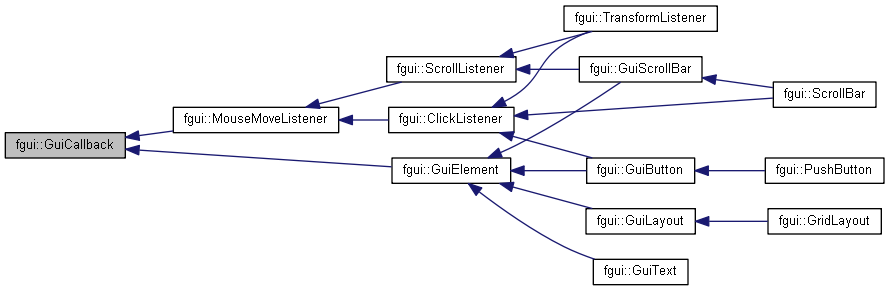 fgui::TransformListener
fgui::ScrollListener
fgui::GuiScrollBar
fgui::ScrollBar
fgui::MouseMoveListener
fgui::ClickListener
fgui::GuiCallback
fgui::GuiElement
fgui::GuiButton
fgui::PushButton
fgui::GuiLayout
fgui::GridLayout
fgui::GuiText